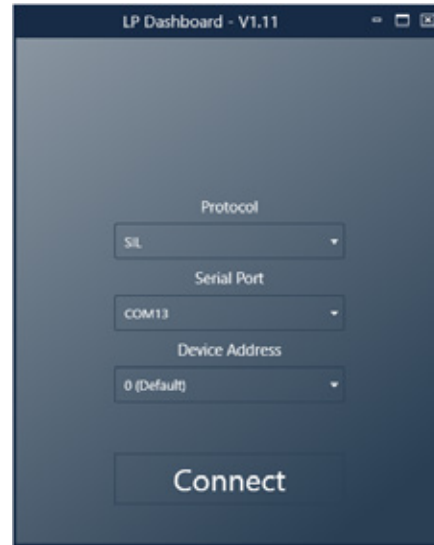 LP Dashboard - V1.11
Protocol
SIL
Serial Port
COM13
Device Address
0 (Default)
Connect